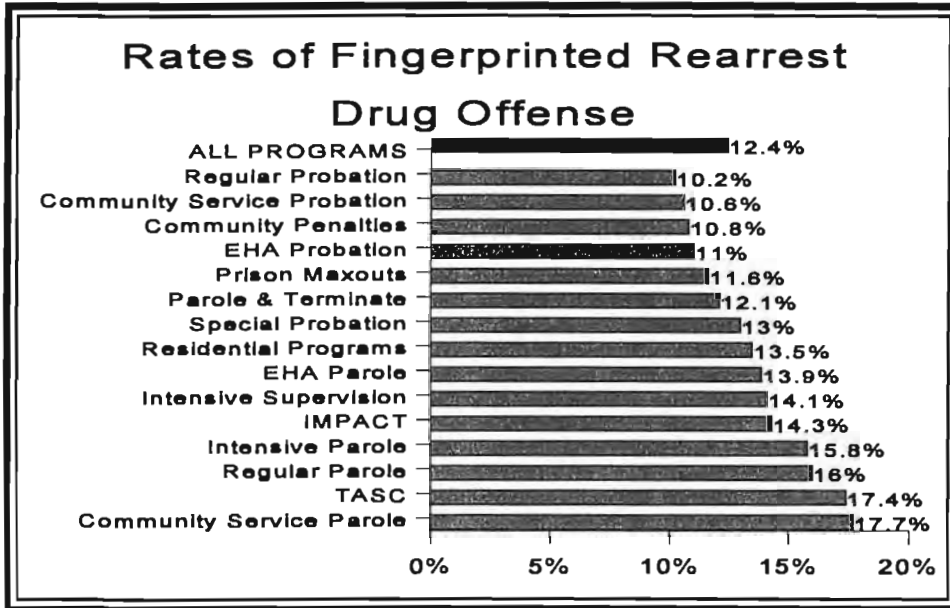 Rates of Fingerprinted Rearrest
Drug Offense
ALL PROGRAMS 12.4%
Regular Probation 10.2%
Community Service Probation 10.6%
Community Penalties 10.8%
EHA Probation 11%
Prison Maxouts 11.6%
Parole & Terminate 12.1%
Special Probation 13%
Residential Programs 13.5%
EHA Parole 13.9%
Intensive Supervision 14.1%
IMPACT 14.3%
Intensive Parole 15.8%
Regular Parole 16%
TASC 17.4%
Community Service Parole 17.7%
0% 5% 10% 15% 20%